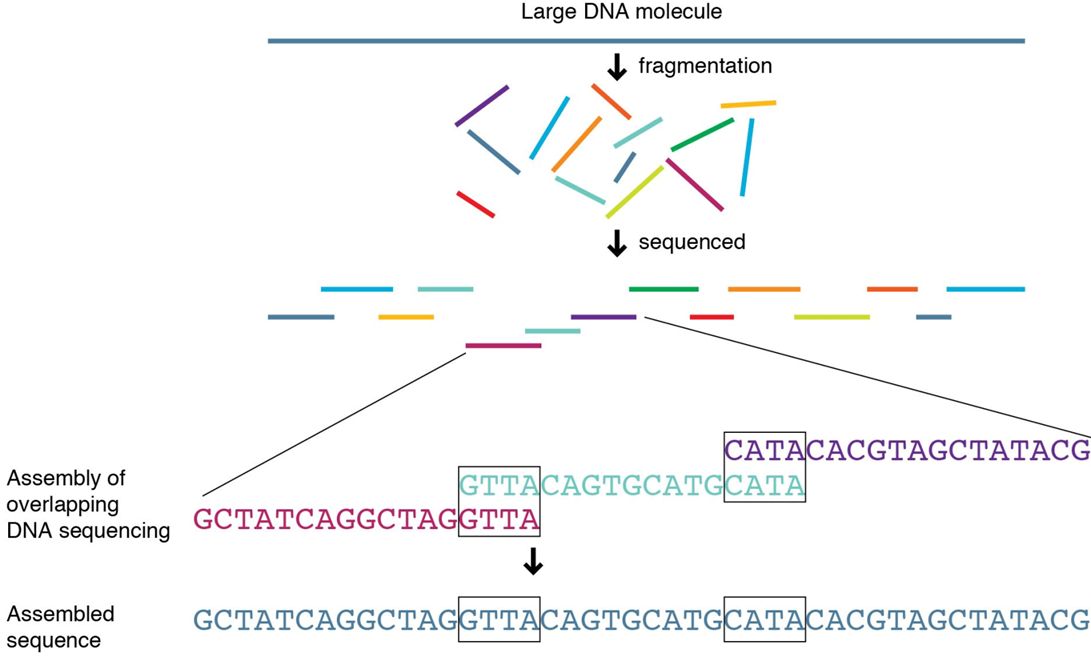 Large DNA molecule
fragmentation
sequenced
CATACACGTAGCTATACG
GTTACAGTGCATGCATA
GCTATCAGGCTAGGTTA
Assembly of
overlapping
DNA sequencing
Assembled
sequence
GCTATCAGGCTAGGTTACAGTGCATGCATACACGTAGCTATACG